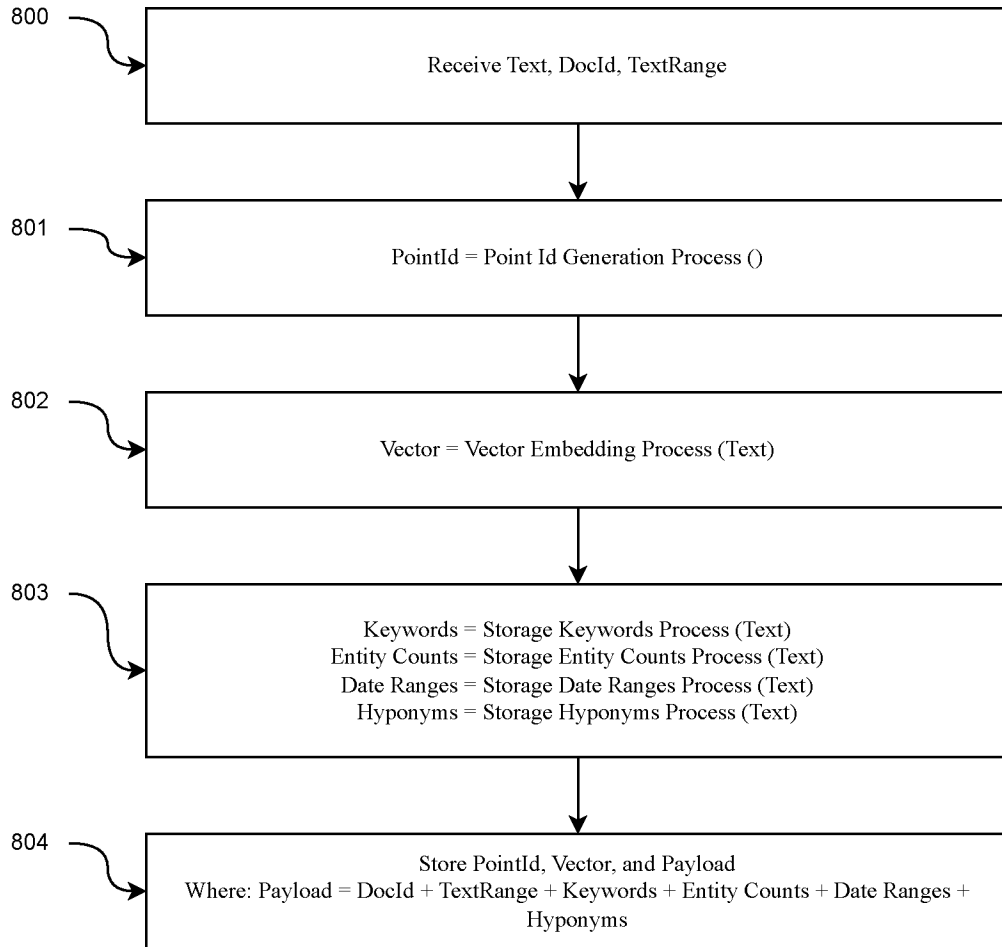 800
Receive Text, DocId, TextRange
801
PointId = Point Id Generation Process ()
802
Vector = Vector Embedding Process (Text)
803
Keywords = Storage Keywords Process (Text)
Entity Counts = Storage Entity Counts Process (Text)
Date Ranges = Storage Date Ranges Process (Text)
Hyponyms = Storage Hyponyms Process (Text)
804
Store PointId, Vector, and Payload
Where: Payload = DocId + TextRange + Keywords + Entity Counts + Date Ranges +
Hyponyms